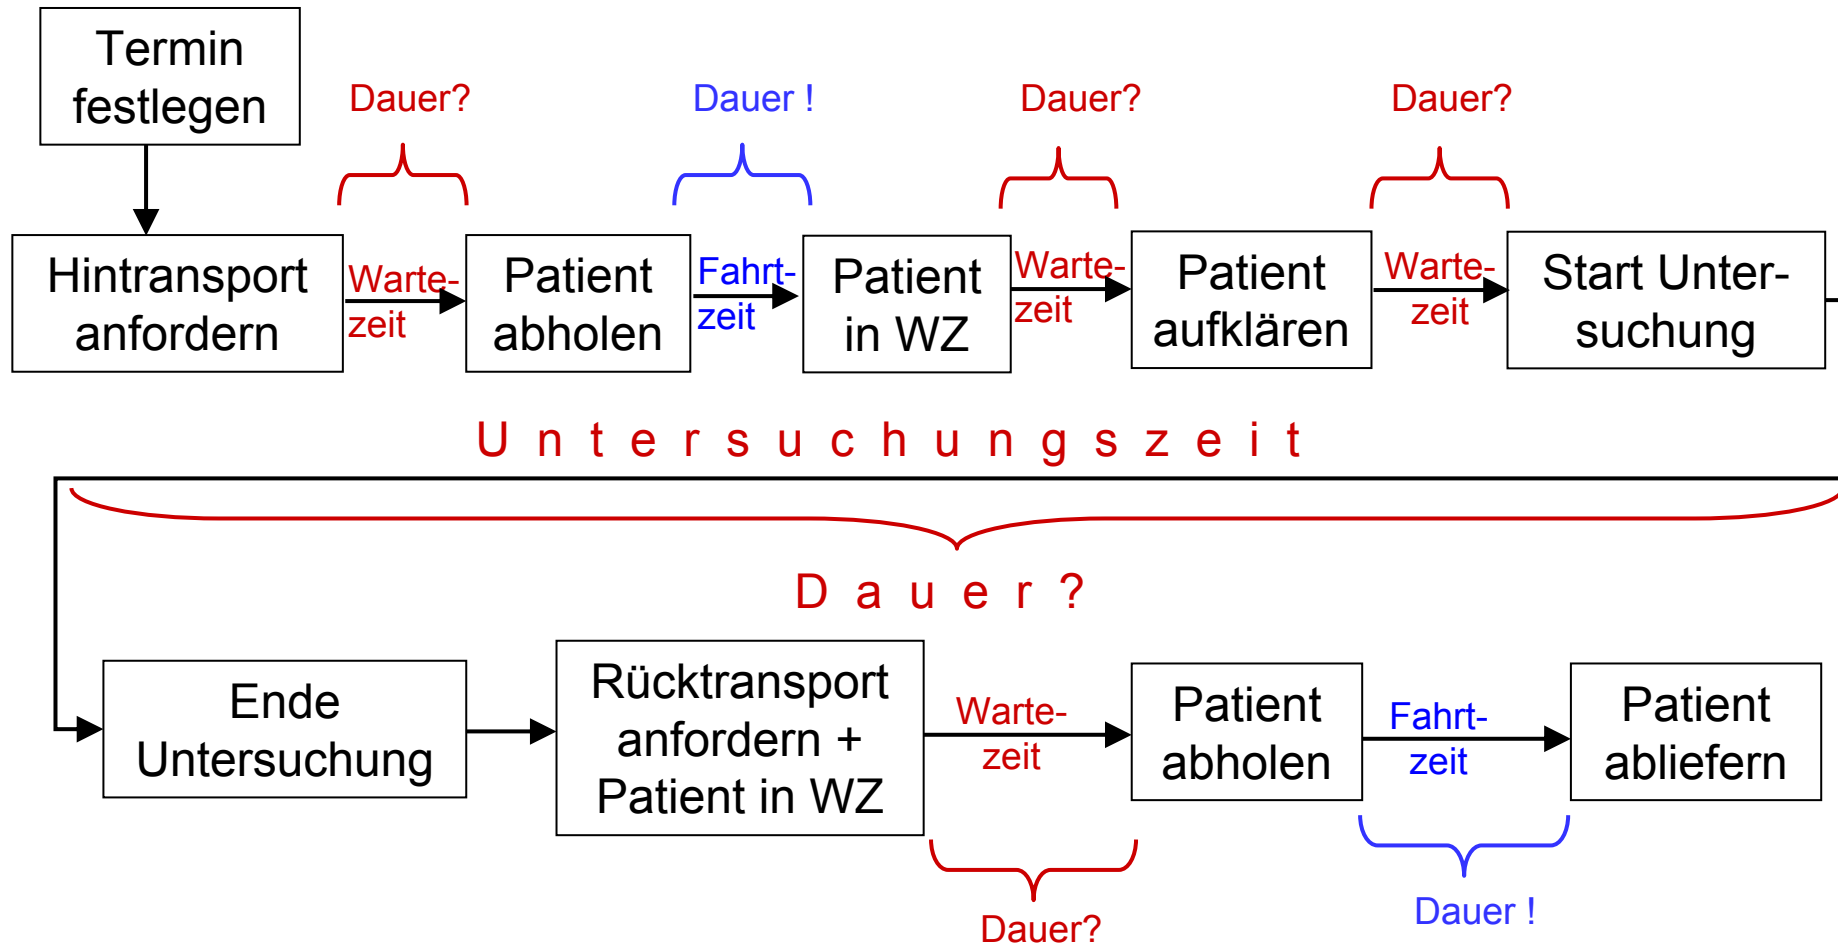 Termin
festlegen
Dauer?
Dauer !
Dauer?
Dauer?
Hintransport
anfordern
Warte-
zeit
Patient
abholen
Fahrt-
zeit
Patient
in WZ
Warte-
zeit
Patient
aufklären
Warte-
zeit
Start Unter-
suchung
U n t e r s u c h u n g s z e i t
D a u e r ?
Ende
Untersuchung
Rücktransport
anfordern +
Patient in WZ
Warte-
zeit
Patient
abholen
Fahrt-
zeit
Patient
abliefern
Dauer?
Dauer !